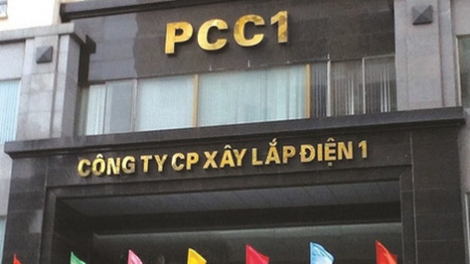 PCC1
CÔNG TY CP XÂY LẮP ĐIỆN 1